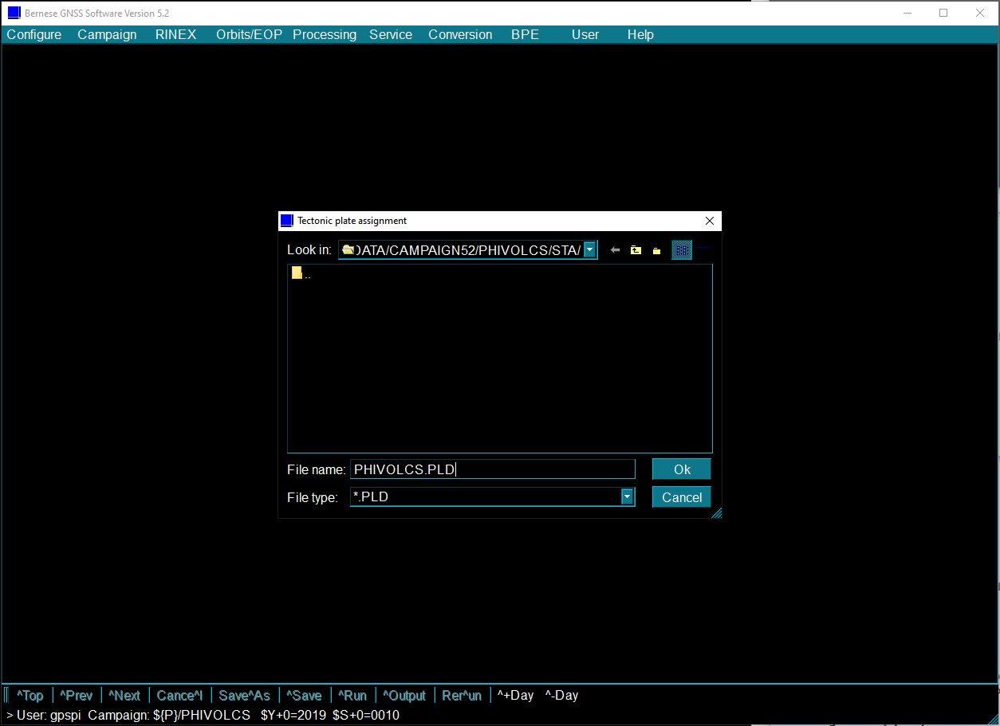 Bernese GNSS Software Version 5.2
Configure Campaign RINEX Orbits/EOP Processing Service Conversion BPE User Help
Tectonic plate assignment
Look in: DATA/CAMPAIGN52/PHIVOLCS/STA/
..
File name: PHIVOLCS.PLD Ok
File type: *.PLD Cancel
^Top ^Prev ^Next Cance^l Save^As ^Save ^Run ^Output Rer^un ^+Day ^-Day
> User: gpspi Campaign: ${P}/PHIVOLCS $Y+0=2019 $S+0=0010